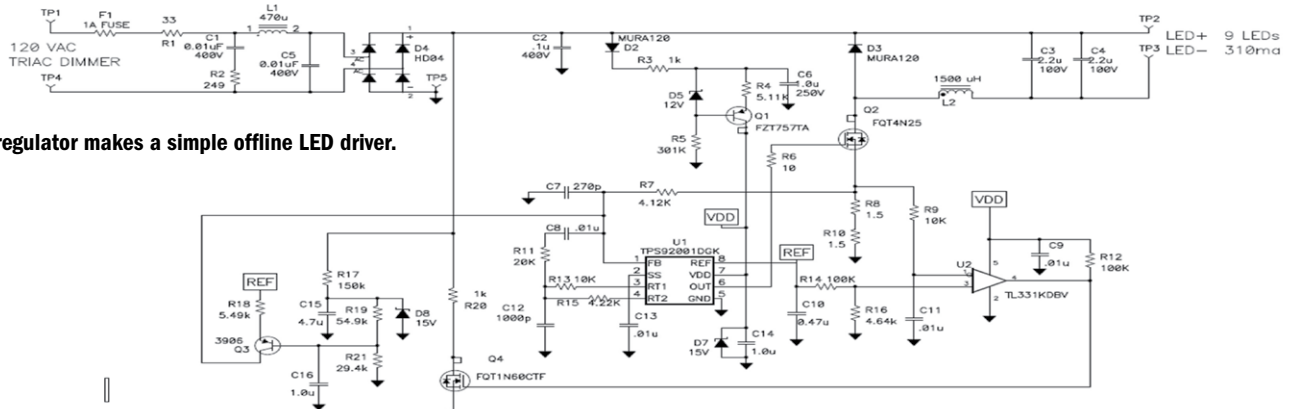 TP1
F1
1A FUSE
33
R1
L1
470u
1 2
120 VAC
TRIAC DIMMER
TP4
C1
0.01uF
400V
R2
249
C5
0.01uF
400V
3
AC
4
AC
1
+
-
2
D4
HD04
TP5
C2
.1u
400V
MURA120
D2
R3 1k
D5
12V
R4
5.11K
C6
1.0u
250V
Q1
FZT757TA
R5
301K
D3
MURA120
1500 uH
L2
C3
2.2u
100V
C4
2.2u
100V
TP2
LED+ 9 LEDs
TP3
LED- 310ma
regulator makes a simple offline LED driver.
Q2
FQT4N25
R6
10
C7 270p
R7
4.12K
VDD
R8
1.5
R10
1.5
R9
10K
VDD
C8 .01u
R11
20K
R13 10K
R15 4.22K
U1
TPS92001DGK
1 FB REF 8
2 SS VDD 7
3 RT1 OUT 6
4 RT2 GND 5
REF
R14 100K
C10
0.47u
R16
4.64k
C11
.01u
U2
5
1
3
4
2
TL331KDBV
C9
.01u
R12
100K
C12
1000p
C13
.01u
D7
15V
C14
1.0u
REF
R18
5.49k
3906
Q3
R17
150k
C15
4.7u
R19
54.9k
D8
15V
R21
29.4k
C16
1.0u
1k
R20
Q4
FQT1N60CTF